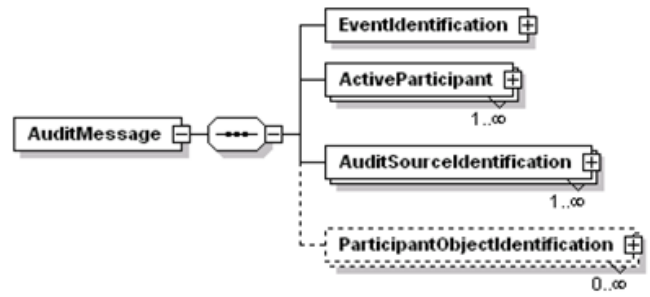 EventIdentification
ActiveParticipant
1..∞
AuditMessage
AuditSourceIdentification
1..∞
ParticipantObjectIdentification
0..∞